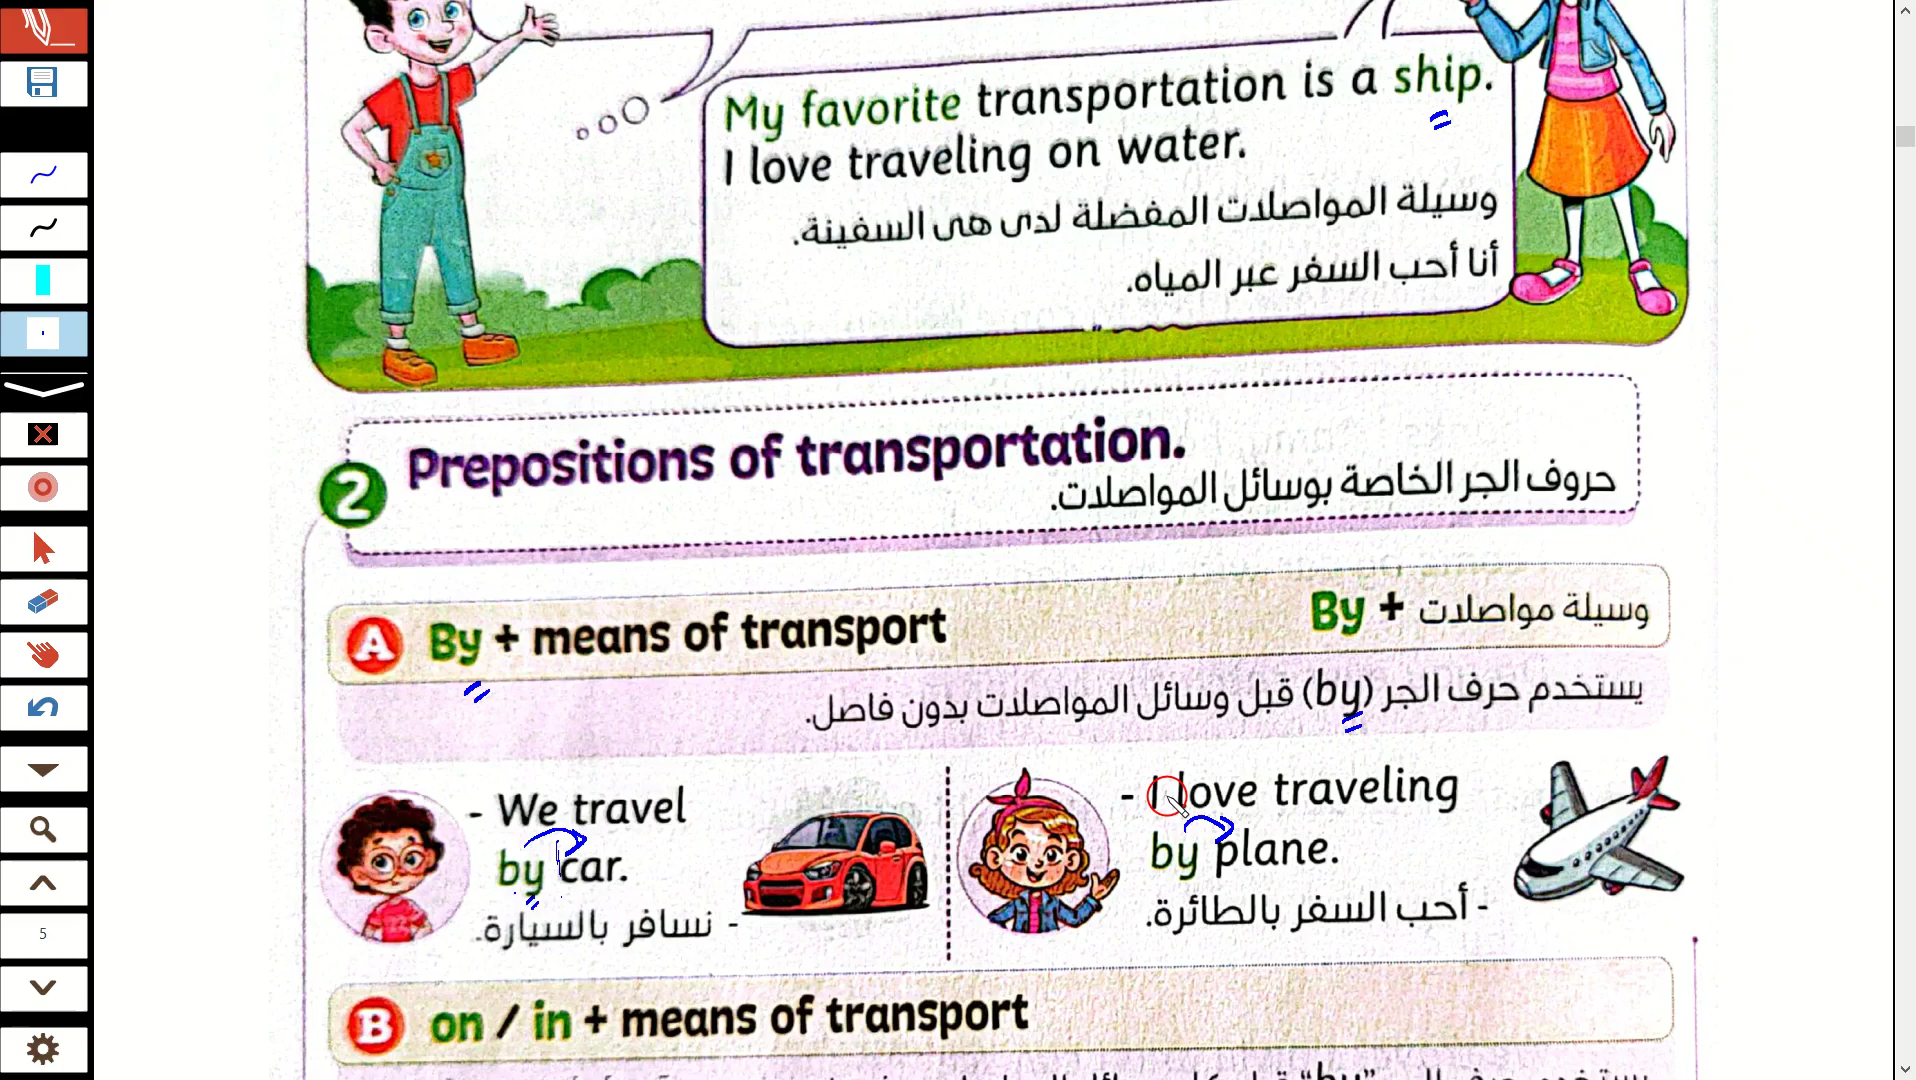 My favorite transportation is a ship.
I love traveling on water.
وسيلة المواصلات المفضلة لدى هى السفينة.
أنا أحب السفر عبر المياه.
2 Prepositions of transportation.
حروف الجر الخاصة بوسائل المواصلات.
A By + means of transport
By + وسيلة مواصلات
يستخدم حرف الجر (by) قبل وسائل المواصلات بدون فاصل.
- We travel
by car.
- نسافر بالسيارة.
- I love traveling
by plane.
- أحب السفر بالطائرة.
B on / in + means of transport
5